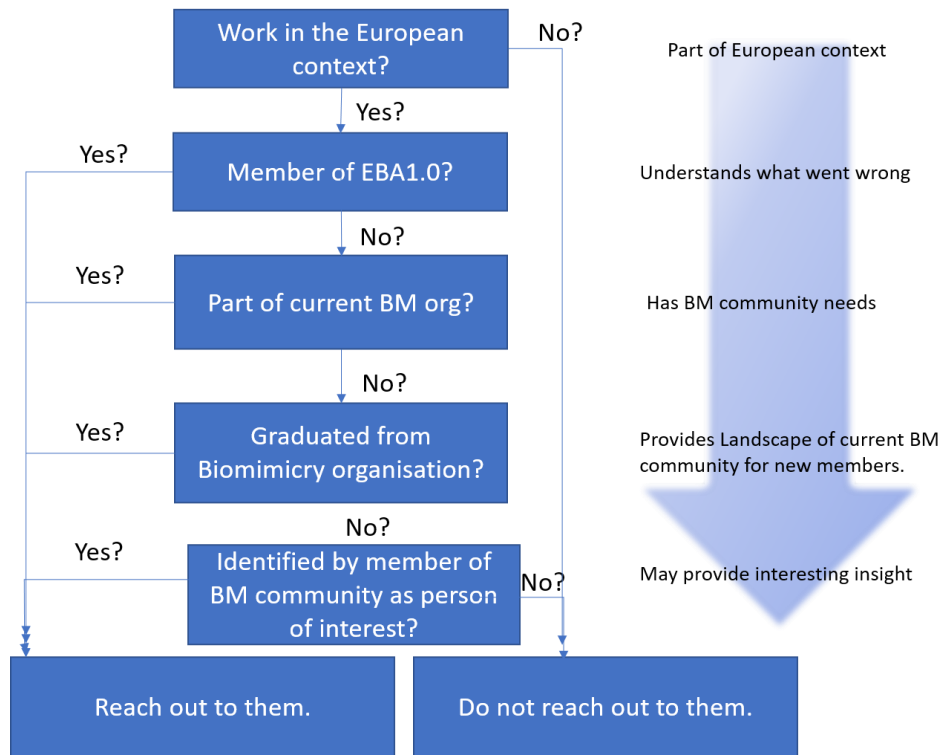 Work in the European
context?
No?
Part of European context
Yes?
Yes?
Member of EBA1.0?
Understands what went wrong
No?
Yes?
Part of current BM org?
Has BM community needs
No?
Yes?
Graduated from
Biomimicry organisation?
Provides Landscape of current BM
community for new members.
No?
Yes?
Identified by member of
BM community as person
of interest?
No?
May provide interesting insight
Reach out to them.
Do not reach out to them.